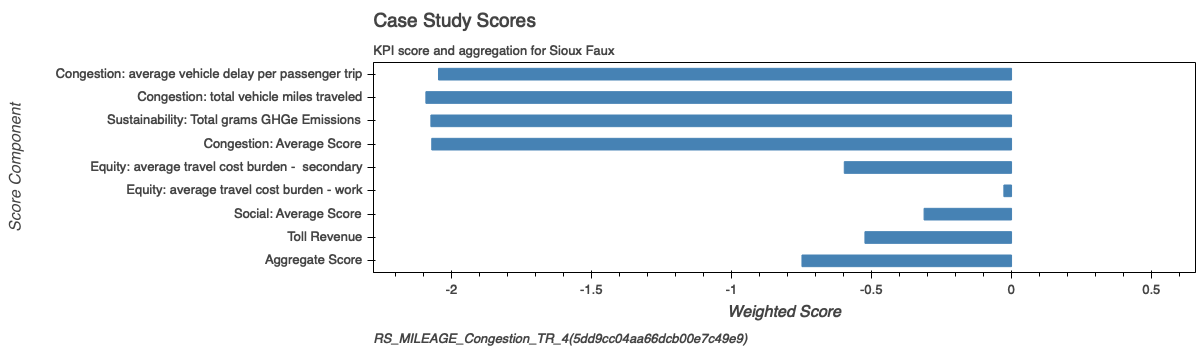 Case Study Scores
KPI score and aggregation for Sioux Faux
Score Component
Congestion: average vehicle delay per passenger trip
Congestion: total vehicle miles traveled
Sustainability: Total grams GHGe Emissions
Congestion: Average Score
Equity: average travel cost burden -  secondary
Equity: average travel cost burden - work
Social: Average Score
Toll Revenue
Aggregate Score
-2 -1.5 -1 -0.5 0 0.5
Weighted Score
RS_MILEAGE_Congestion_TR_4(5dd9cc04aa66dcb00e7c49e9)